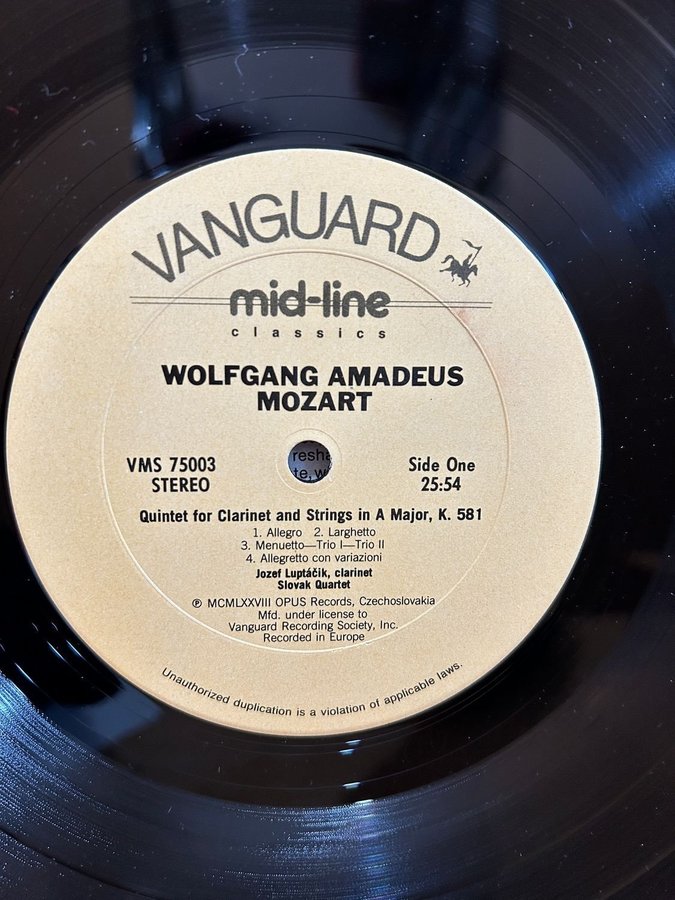 VANGUARD
mid-line
classics
WOLFGANG AMADEUS
MOZART
VMS 75003
STEREO
Side One
25:54
Quintet for Clarinet and Strings in A Major, K. 581
1. Allegro 2. Larghetto
3. Menuetto—Trio I—Trio II
4. Allegretto con variazioni
Jozef Luptáčik, clarinet
Slovak Quartet
℗ MCMLXXVIII OPUS Records, Czechoslovakia
Mfd. under license to
Vanguard Recording Society, Inc.
Recorded in Europe
Unauthorized duplication is a violation of applicable laws.